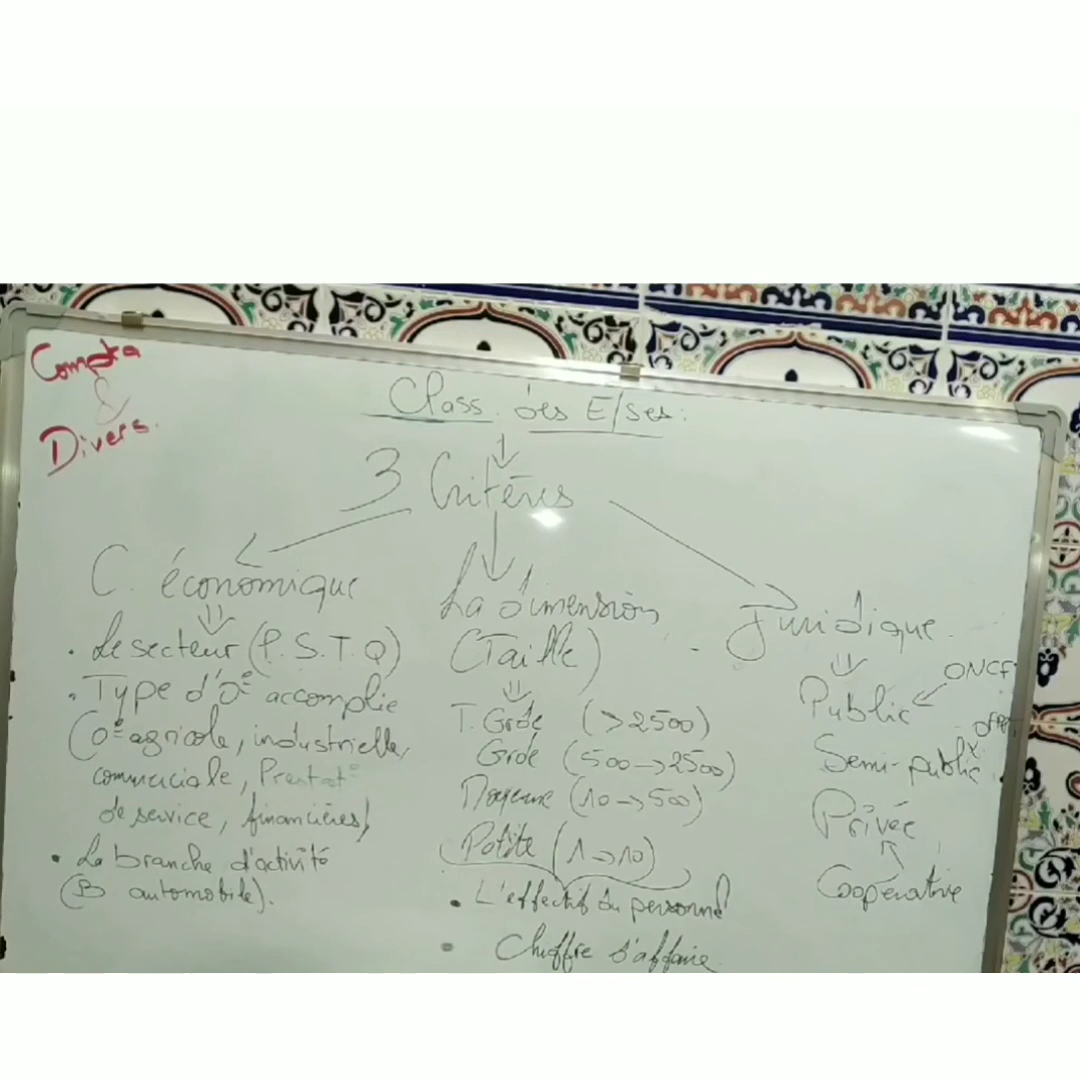 Compta
&
Divers.
Class. des E/ses:
3 Critères
C. économique
. Le secteur (P. S. T. Q)
. Type d'0° accomplie
(0° agricole, industrielle,
commerciale, Prestat°
de service, financières)
. La branche d'activité
(B automobile).
La dimension
(Taille)
T. Grde (>2500)
Grde (500 → 2500)
Moyenne (10 → 500)
Petite (1 → 10)
. L'effectif du personnel
Chiffre d'affaire
Juridique
Public ONCF
Semi-public
Privée
Coopérative